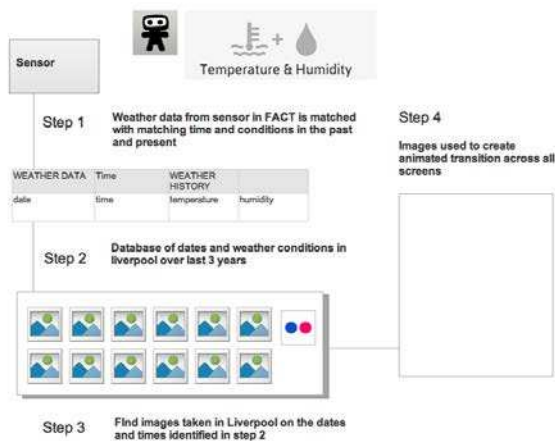 Temperature & Humidity
Sensor
Step 1
Weather data from sensor in FACT is matched
with matching time and conditions in the past
and present
WEATHER DATA Time WEATHER
HISTORY
date time temperature humidity
Step 2
Database of dates and weather conditions in
liverpool over last 3 years
Step 3
FInd images taken in Liverpool on the dates
and times identified in step 2
Step 4
Images used to create
animated transition across all
screens